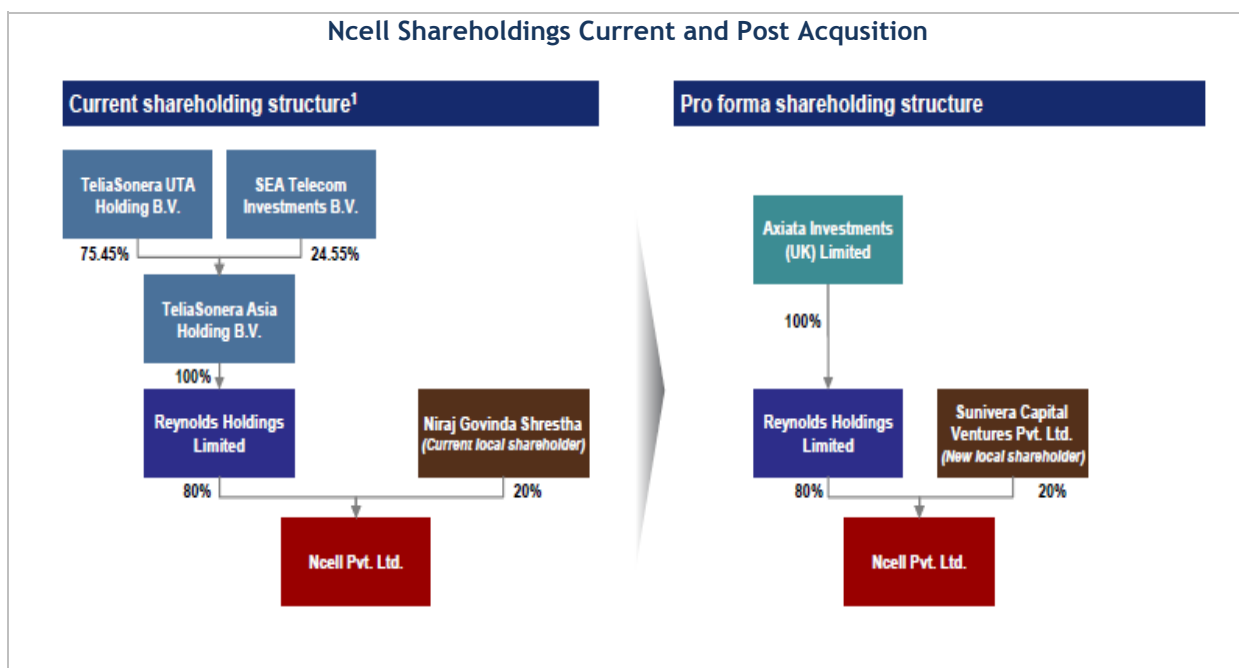 Ncell Shareholdings Current and Post Acqusition
Current shareholding structure1
TeliaSonera UTA
Holding B.V.
SEA Telecom
Investments B.V.
75.45%
24.55%
TeliaSonera Asia
Holding B.V.
100%
Reynolds Holdings
Limited
Niraj Govinda Shrestha
(Current local shareholder)
80%
20%
Ncell Pvt. Ltd.
Pro forma shareholding structure
Axiata Investments
(UK) Limited
100%
Reynolds Holdings
Limited
Sunivera Capital
Ventures Pvt. Ltd.
(New local shareholder)
80%
20%
Ncell Pvt. Ltd.